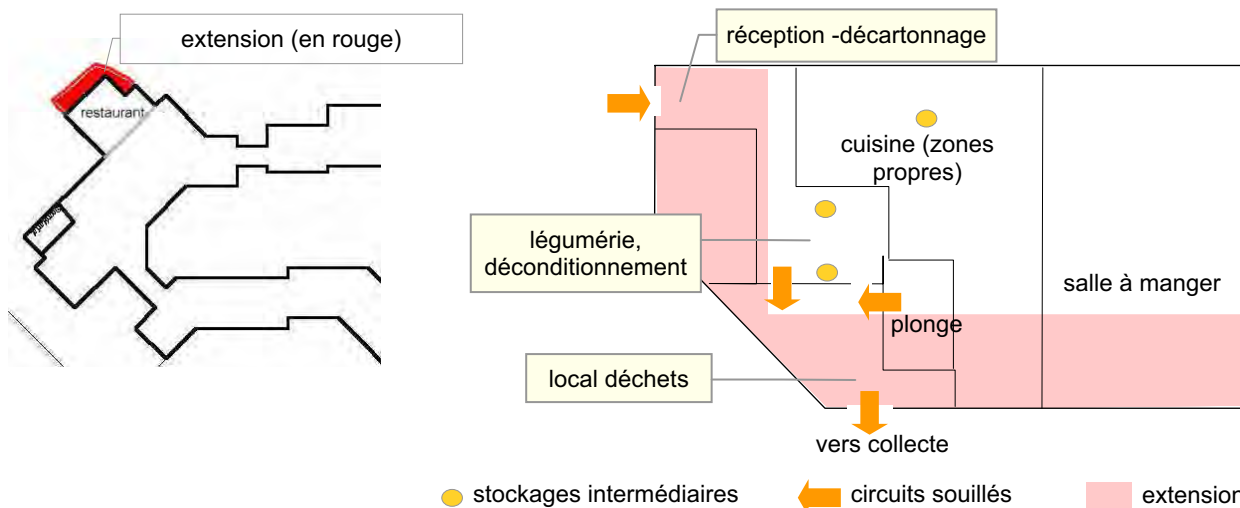 extension (en rouge)
restaurant
réception -décartonnage
cuisine (zones
propres)
légumérie,
déconditionnement
salle à manger
plonge
local déchets
vers collecte
stockages intermédiaires
circuits souillés
extension